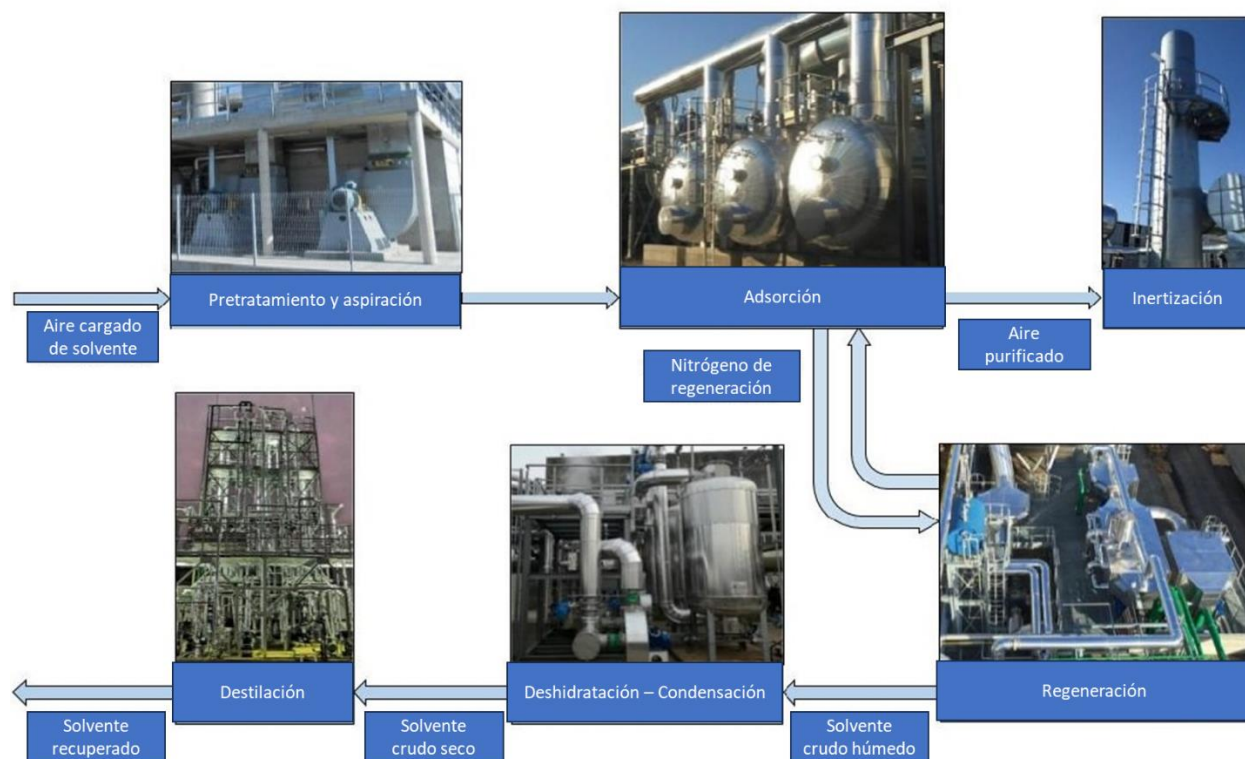 Pretratamiento y aspiración
Adsorción
Inertización
Aire cargado
de solvente
Nitrógeno de
regeneración
Aire
purificado
Destilación
Deshidratación – Condensación
Regeneración
Solvente
recuperado
Solvente
crudo seco
Solvente
crudo húmedo